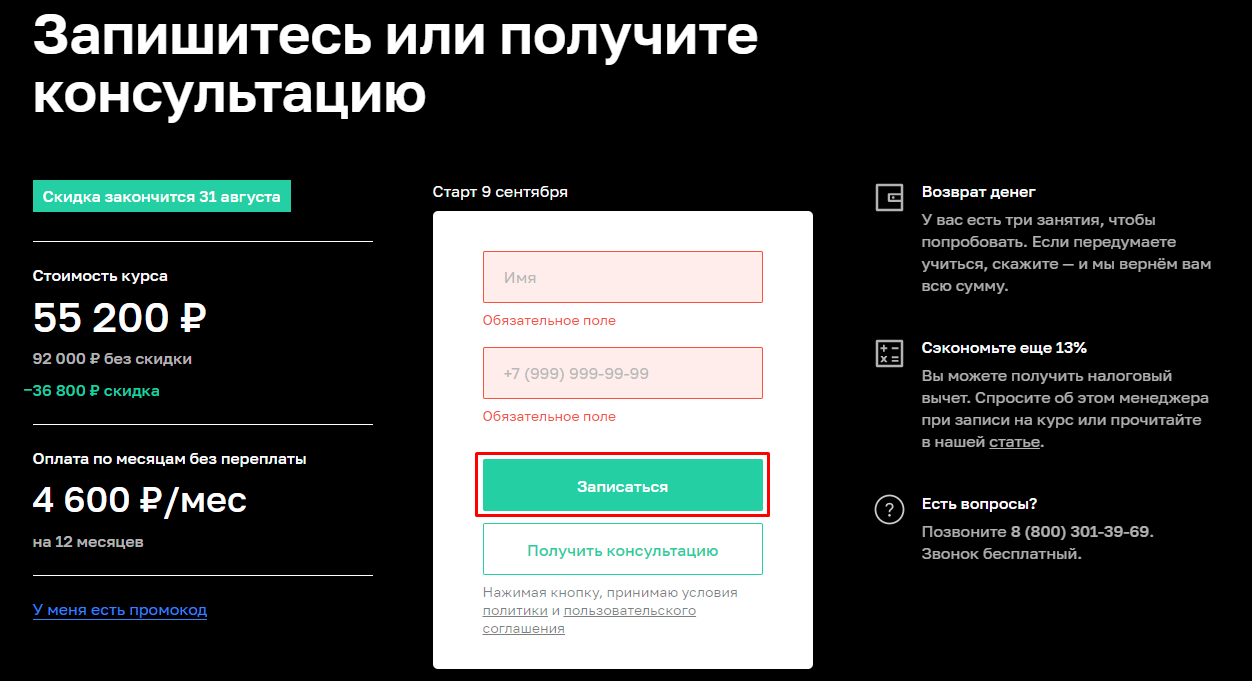 Запишитесь или получите
консультацию
Скидка закончится 31 августа
Стоимость курса
55 200 ₽
92 000 ₽ без скидки
−36 800 ₽ скидка
Оплата по месяцам без переплаты
4 600 ₽/мес
на 12 месяцев
У меня есть промокод
Старт 9 сентября
Имя
Обязательное поле
+7 (999) 999-99-99
Обязательное поле
Записаться
Получить консультацию
Нажимая кнопку, принимаю условия
политики и пользовательского
соглашения
Возврат денег
У вас есть три занятия, чтобы
попробовать. Если передумаете
учиться, скажите — и мы вернём вам
всю сумму.
Сэкономьте еще 13%
Вы можете получить налоговый
вычет. Спросите об этом менеджера
при записи на курс или прочитайте
в нашей статье.
?
Есть вопросы?
Позвоните 8 (800) 301-39-69.
Звонок бесплатный.